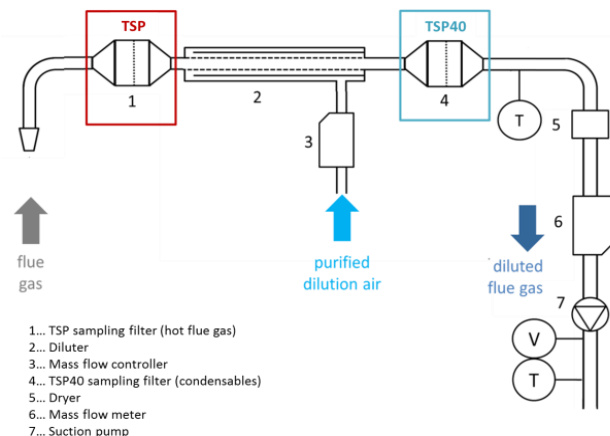 TSP
TSP40
1
2
3
4
T
5
6
7
V
T
flue
gas
purified
dilution air
diluted
flue gas
1... TSP sampling filter (hot flue gas)
2... Diluter
3... Mass flow controller
4... TSP40 sampling filter (condensables)
5... Dryer
6... Mass flow meter
7... Suction pump